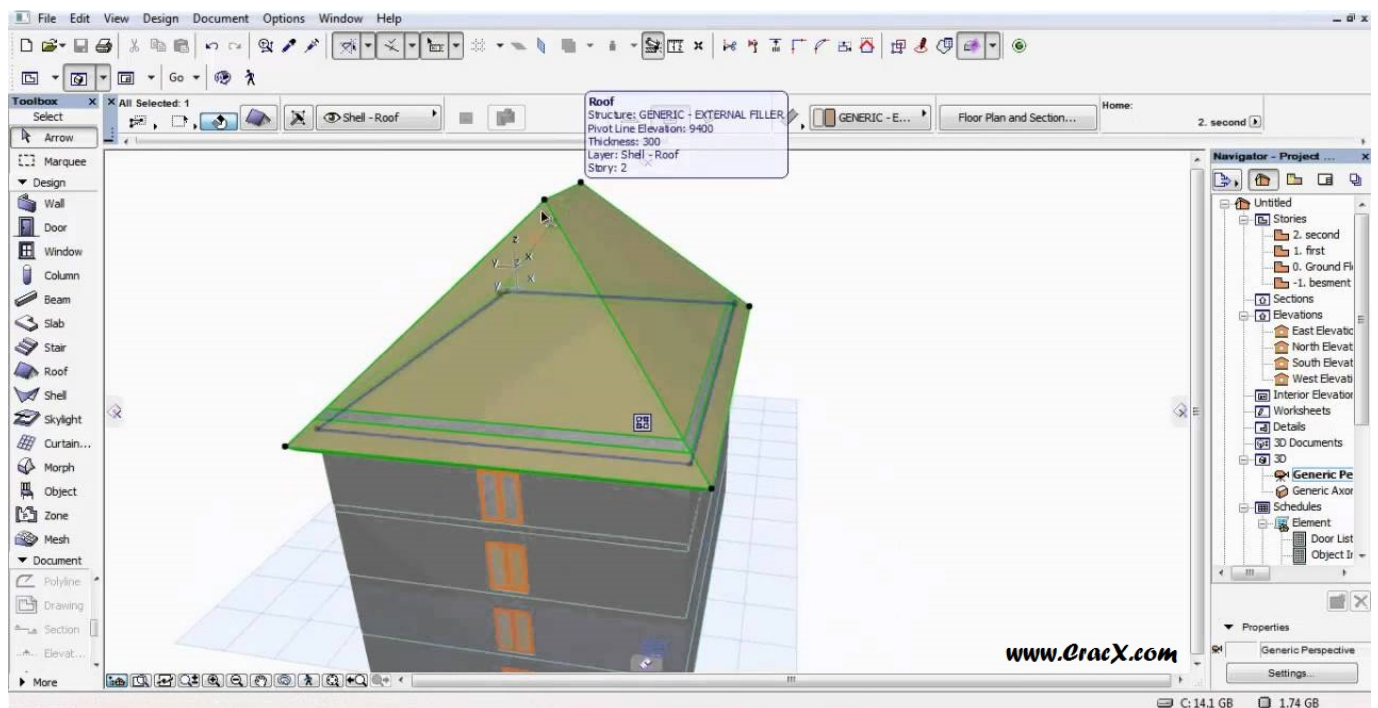 File Edit View Design Document Options Window Help
Go
Toolbox
Select
Arrow
Marquee
Design
Wall
Door
Window
Column
Beam
Slab
Stair
Roof
Shell
Skylight
Curtain...
Morph
Object
Zone
Mesh
Document
Polyline
Drawing
Section
Elevat...
More
All Selected: 1
Shell - Roof
GENERIC - E...
Floor Plan and Section...
Home:
2. second
Roof
Structure: GENERIC - EXTERNAL FILLER
Pivot Line Elevation: 9400
Thickness: 300
Layer: Shell - Roof
Story: 2
z
y z x
x
y
Navigator - Project ...
Untitled
Stories
2. second
1. first
0. Ground Fl
-1. besment
Sections
Elevations
East Elevatio
North Elevat
South Elevat
West Elevati
Interior Elevation
Worksheets
Details
3D Documents
3D
Generic Pe
Generic Axor
Schedules
Element
Door List
Object Ir
Properties
Generic Perspective
Settings...
www.CracX.com
C: 14.1 GB 1.74 GB